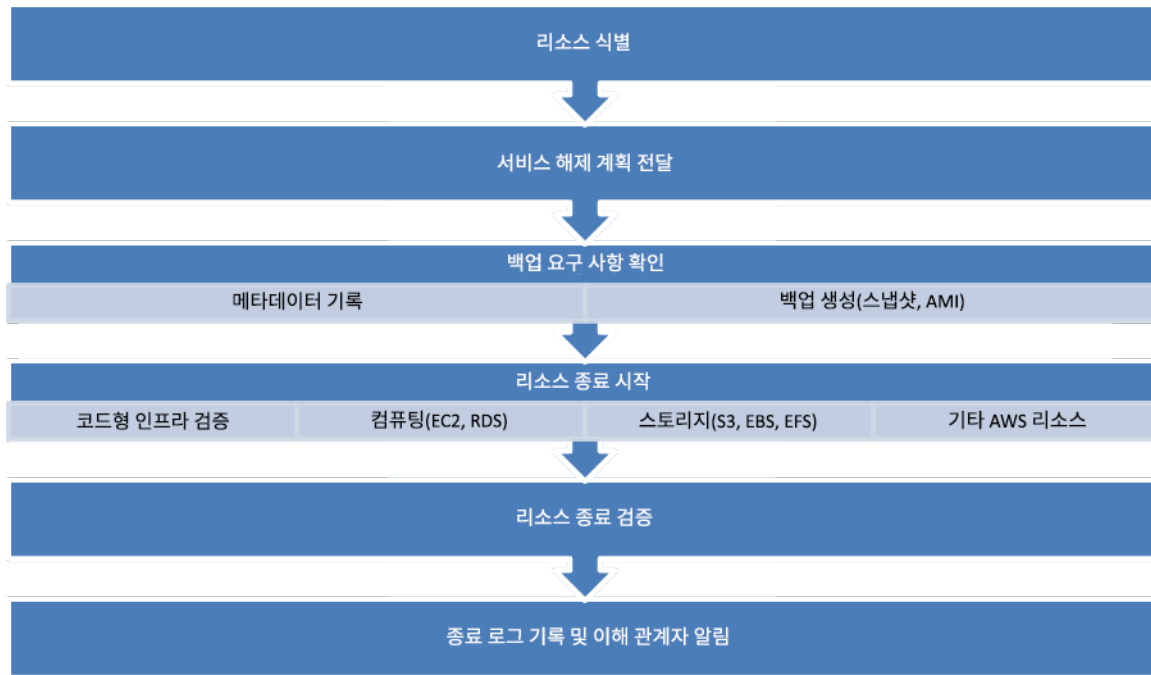 리소스 식별
서비스 해제 계획 전달
백업 요구 사항 확인
메타데이터 기록
백업 생성(스냅샷, AMI)
리소스 종료 시작
코드형 인프라 검증
컴퓨팅(EC2, RDS)
스토리지(S3, EBS, EFS)
기타 AWS 리소스
리소스 종료 검증
종료 로그 기록 및 이해 관계자 알림